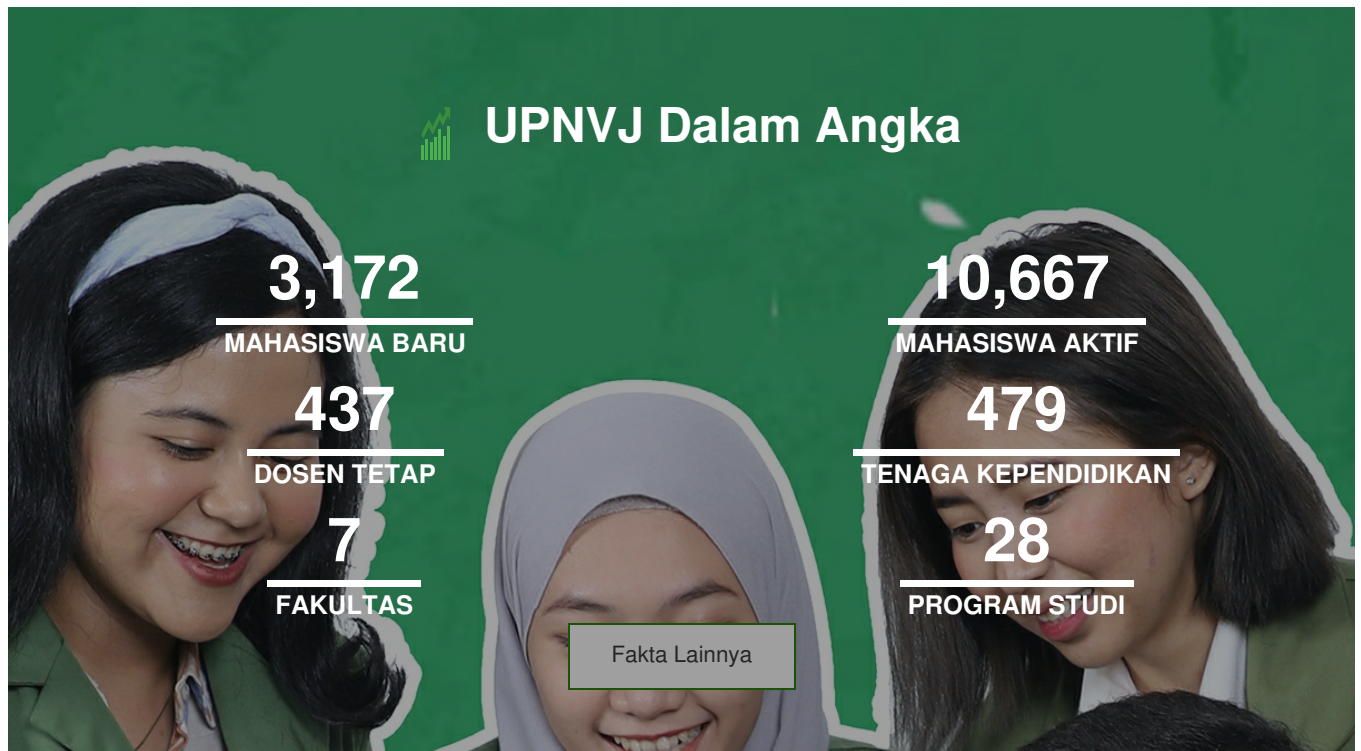 UPNVJ Dalam Angka
3,172
MAHASISWA BARU
10,667
MAHASISWA AKTIF
437
DOSEN TETAP
479
TENAGA KEPENDIDIKAN
7
FAKULTAS
28
PROGRAM STUDI
Fakta Lainnya